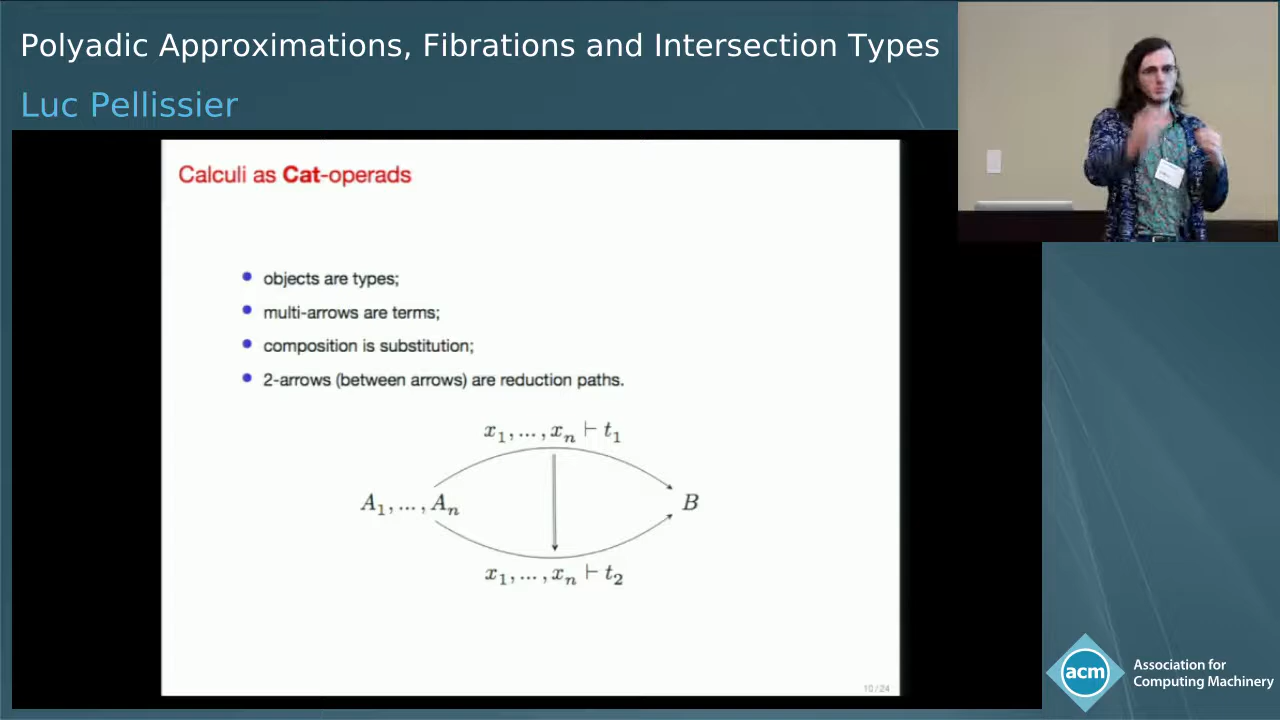 Polyadic Approximations, Fibrations and Intersection Types
Luc Pellissier
Calculi as Cat-operads
objects are types;
multi-arrows are terms;
composition is substitution;
2-arrows (between arrows) are reduction paths.
x₁, ... , xₙ ⊢ t₁
A₁, ... , Aₙ
B
x₁, ... , xₙ ⊢ t₂
10/24
acm
Association for
Computing Machinery